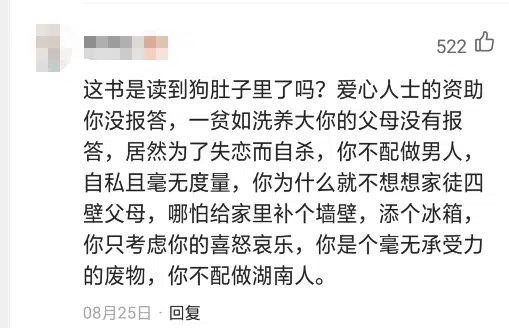 522
这书是读到狗肚子里了吗？爱心人士的资助
你没报答，一贫如洗养大你的父母没有报
答，居然为了失恋而自杀，你不配做男人，
自私且毫无度量，你为什么就不想想家徒四
壁父母，哪怕给家里补个墙壁，添个冰箱，
你只考虑你的喜怒哀乐，你是个毫无承受力
的废物，你不配做湖南人。
08月25日 · 回复